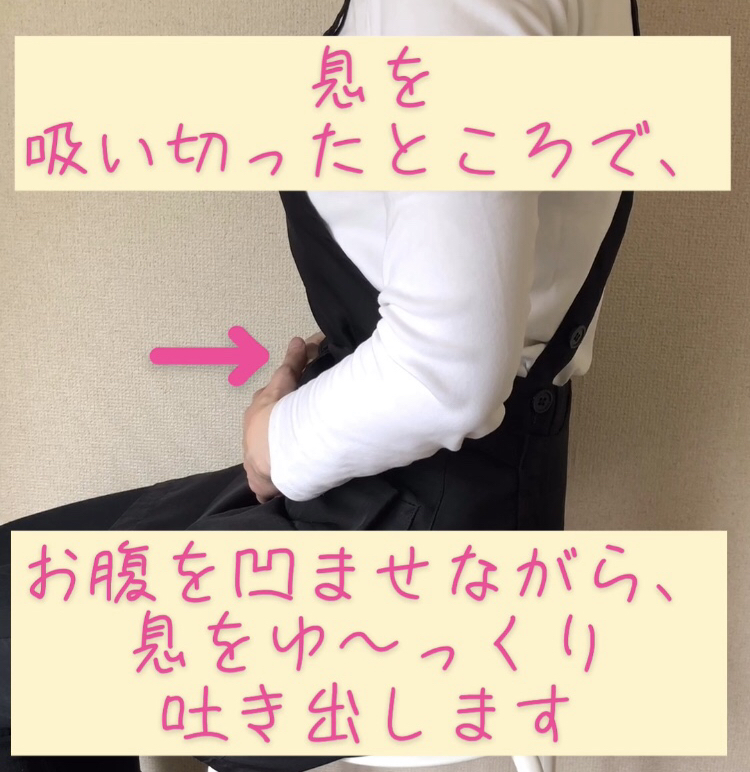 息を
吸い切ったところで、
お腹を凹ませながら、
息をゆ〜っくり
吐き出します